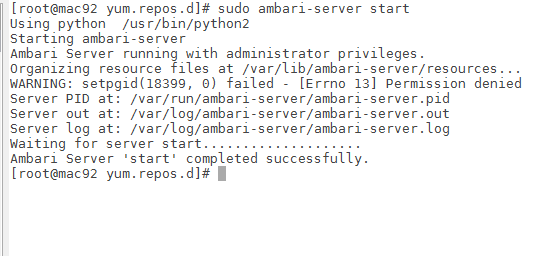 [root@mac92 yum.repos.d]# sudo ambari-server start
Using python  /usr/bin/python2
Starting ambari-server
Ambari Server running with administrator privileges.
Organizing resource files at /var/lib/ambari-server/resources...
WARNING: setpgid(18399, 0) failed - [Errno 13] Permission denied
Server PID at: /var/run/ambari-server/ambari-server.pid
Server out at: /var/log/ambari-server/ambari-server.out
Server log at: /var/log/ambari-server/ambari-server.log
Waiting for server start....................
Ambari Server 'start' completed successfully.
[root@mac92 yum.repos.d]#